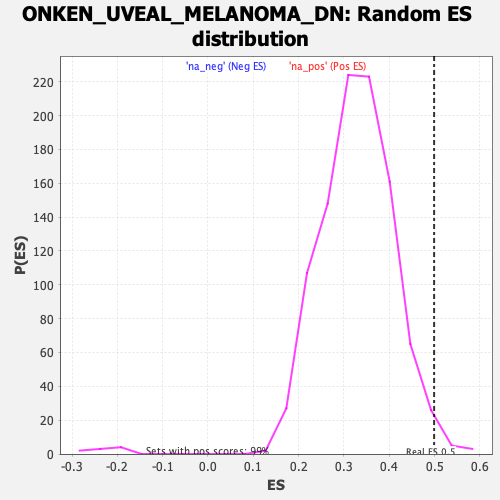 ONKEN_UVEAL_MELANOMA_DN: Random ES
distribution
'na_neg' (Neg ES) 'na_pos' (Pos ES)
220
200
180
160
140
120
100
80
60
40
20
0
P(ES)
Sets with pos scores: 99%
Real ES 0.5
-0.3 -0.2 -0.1 0.0 0.1 0.2 0.3 0.4 0.5 0.6
ES